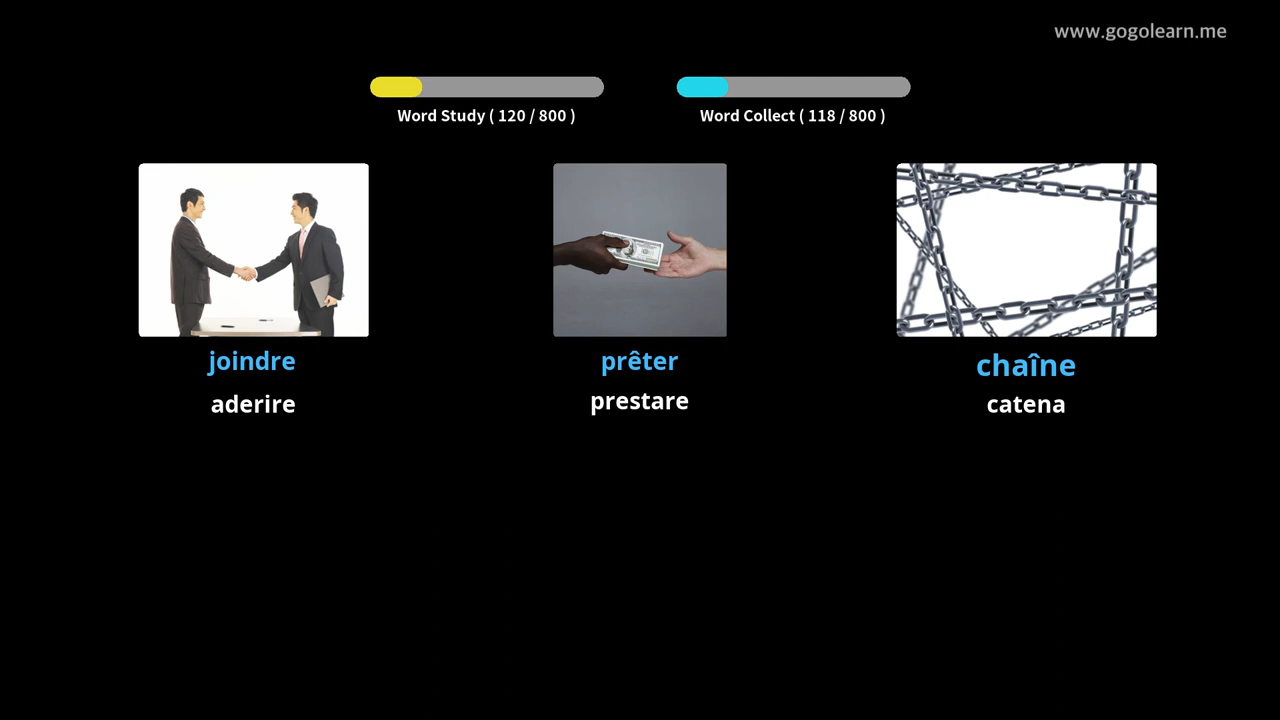 www.gogolearn.me
Word Study ( 120 / 800 )
Word Collect ( 118 / 800 )
joindre
prêter
chaîne
aderire
prestare
catena